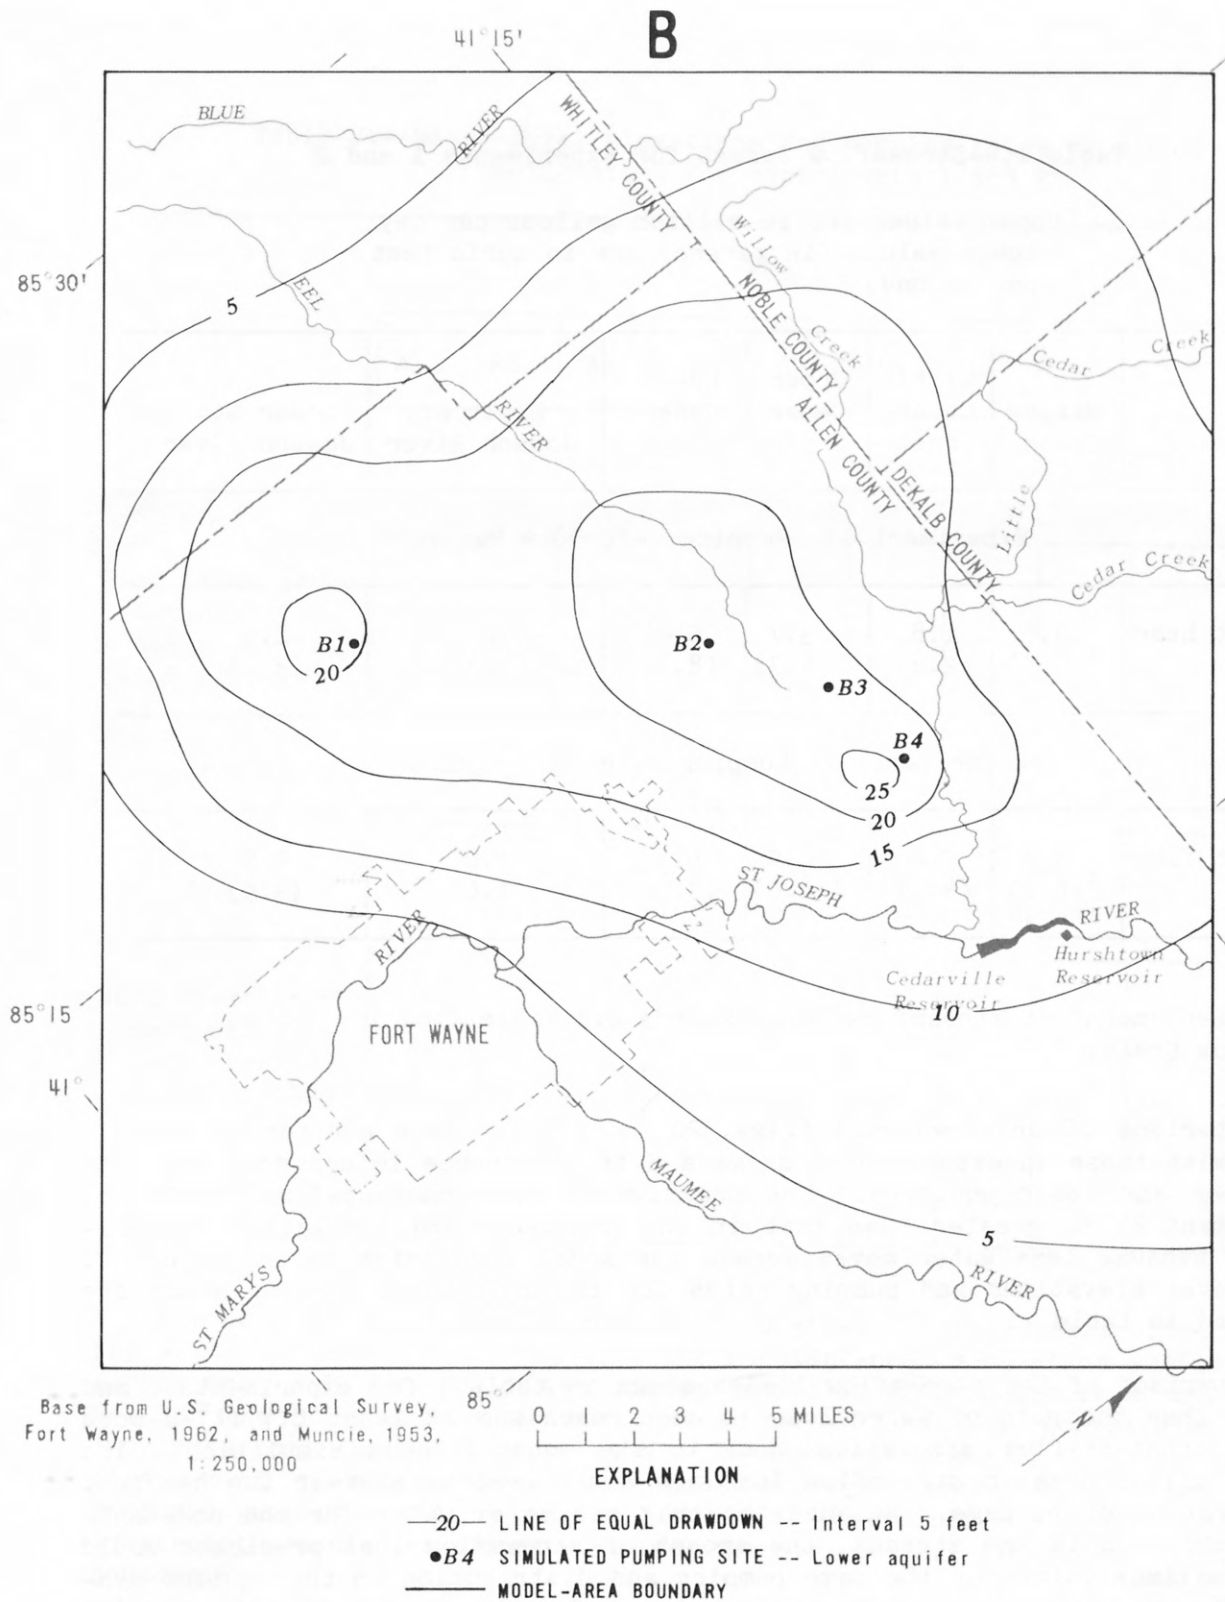 B
41°15'
BLUE
RIVER
WHITLEY COUNTY
Willow
85°30'
5
EEL
NOBLE COUNTY
Creek
Cedar Creek
RIVER
ALLEN COUNTY
DEKALB COUNTY
Little
Cedar Creek
B1
B2
20
B3
B4
25
20
15
ST JOSEPH
RIVER
RIVER
Hurshtown
Reservoir
Cedarville
Reservoir
10
85°15
FORT WAYNE
41°
MAUMEE
5
RIVER
ST MARYS
85°
N
Base from U.S. Geological Survey,
Fort Wayne, 1962, and Muncie, 1953,
1:250,000
0 1 2 3 4 5 MILES
EXPLANATION
—20— LINE OF EQUAL DRAWDOWN -- Interval 5 feet
●B4 SIMULATED PUMPING SITE -- Lower aquifer
—— MODEL-AREA BOUNDARY